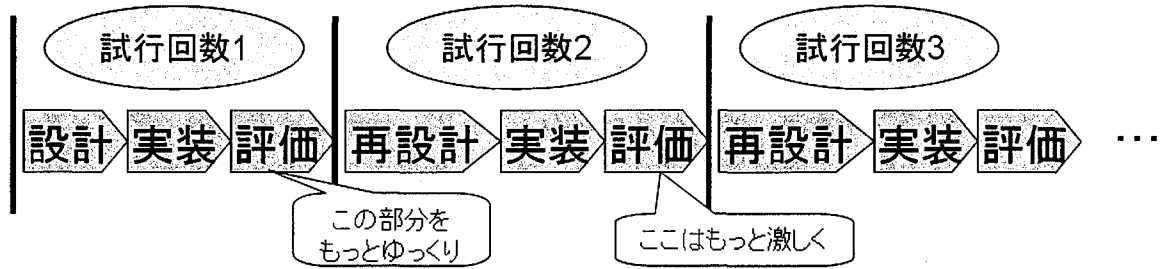 試行回数1
試行回数2
試行回数3
設計
実装
評価
再設計
実装
評価
再設計
実装
評価
…
この部分を
もっとゆっくり
ここはもっと激しく